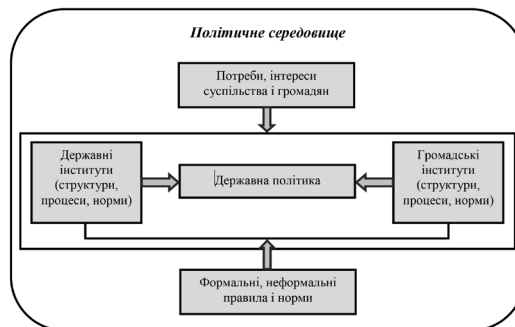 Політичне середовище
Потреби, інтереси
суспільства і громадян
Державні
інститути
(структури,
процеси, норми)
Державна політика
Громадські
інститути
(структури,
процеси, норми)
Формальні, неформальні
правила і норми